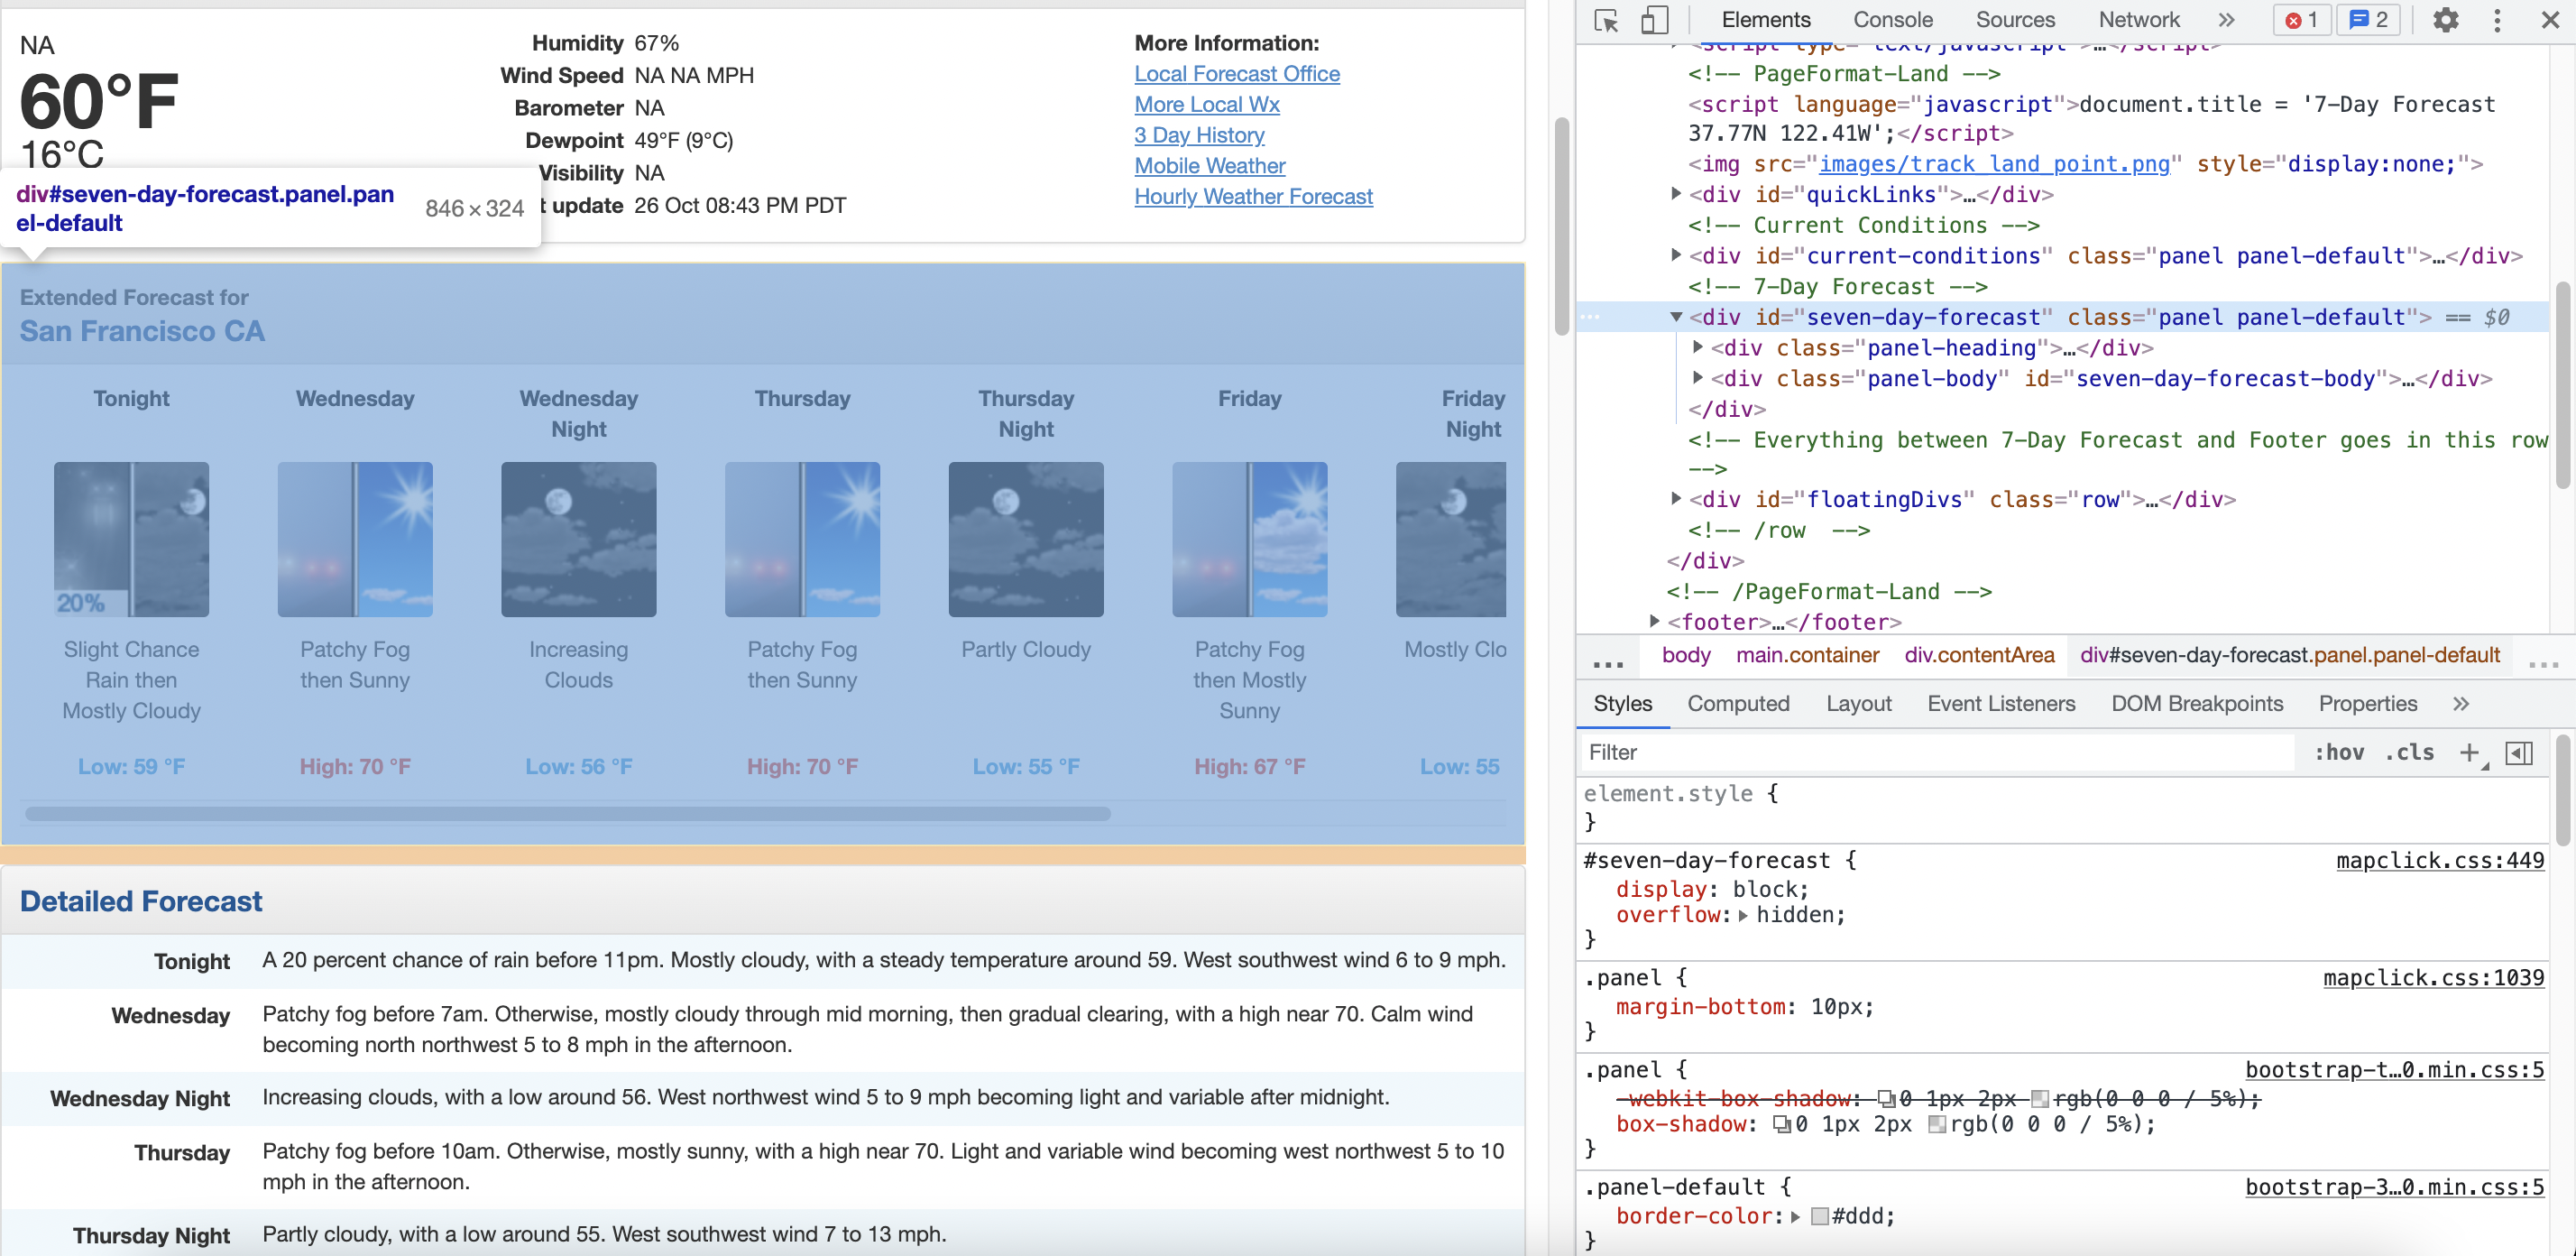 NA
60°F
16°C
Humidity 67%
Wind Speed NA NA MPH
Barometer NA
Dewpoint 49°F (9°C)
Visibility NA
t update 26 Oct 08:43 PM PDT
More Information:
Local Forecast Office
More Local Wx
3 Day History
Mobile Weather
Hourly Weather Forecast
div#seven-day-forecast.panel.pan
el-default
846 × 324
Extended Forecast for
San Francisco CA
Tonight
Wednesday
Wednesday
Night
Thursday
Thursday
Night
Friday
Friday
Night
20%
Slight Chance
Rain then
Mostly Cloudy
Patchy Fog
then Sunny
Increasing
Clouds
Patchy Fog
then Sunny
Partly Cloudy
Patchy Fog
then Mostly
Sunny
Mostly Clo
Low: 59 °F
High: 70 °F
Low: 56 °F
High: 70 °F
Low: 55 °F
High: 67 °F
Low: 55
Detailed Forecast
Tonight A 20 percent chance of rain before 11pm. Mostly cloudy, with a steady temperature around 59. West southwest wind 6 to 9 mph.
Wednesday Patchy fog before 7am. Otherwise, mostly cloudy through mid morning, then gradual clearing, with a high near 70. Calm wind
becoming north northwest 5 to 8 mph in the afternoon.
Wednesday Night Increasing clouds, with a low around 56. West northwest wind 5 to 9 mph becoming light and variable after midnight.
Thursday Patchy fog before 10am. Otherwise, mostly sunny, with a high near 70. Light and variable wind becoming west northwest 5 to 10
mph in the afternoon.
Thursday Night Partly cloudy, with a low around 55. West southwest wind 7 to 13 mph.
Elements Console Sources Network » 1 2
<script type="text/javascript">…</script>
<!-- PageFormat-Land -->
<script language="javascript">document.title = '7-Day Forecast
37.77N 122.41W';</script>
<img src="images/track_land_point.png" style="display:none;">
<div id="quickLinks">…</div>
<!-- Current Conditions -->
<div id="current-conditions" class="panel panel-default">…</div>
<!-- 7-Day Forecast -->
<div id="seven-day-forecast" class="panel panel-default"> == $0
<div class="panel-heading">…</div>
<div class="panel-body" id="seven-day-forecast-body">…</div>
</div>
<!-- Everything between 7-Day Forecast and Footer goes in this row
-->
<div id="floatingDivs" class="row">…</div>
<!-- /row  -->
</div>
<!-- /PageFormat-Land -->
<footer>…</footer>
... body main.container div.contentArea div#seven-day-forecast.panel.panel-default ...
Styles Computed Layout Event Listeners DOM Breakpoints Properties »
Filter :hov .cls +
element.style {
}
#seven-day-forecast { mapclick.css:449
display: block;
overflow: hidden;
}
.panel { mapclick.css:1039
margin-bottom: 10px;
}
.panel { bootstrap-t…0.min.css:5
-webkit-box-shadow: 0 1px 2px rgb(0 0 0 / 5%);
box-shadow: 0 1px 2px rgb(0 0 0 / 5%);
}
.panel-default { bootstrap-3…0.min.css:5
border-color: #ddd;
}